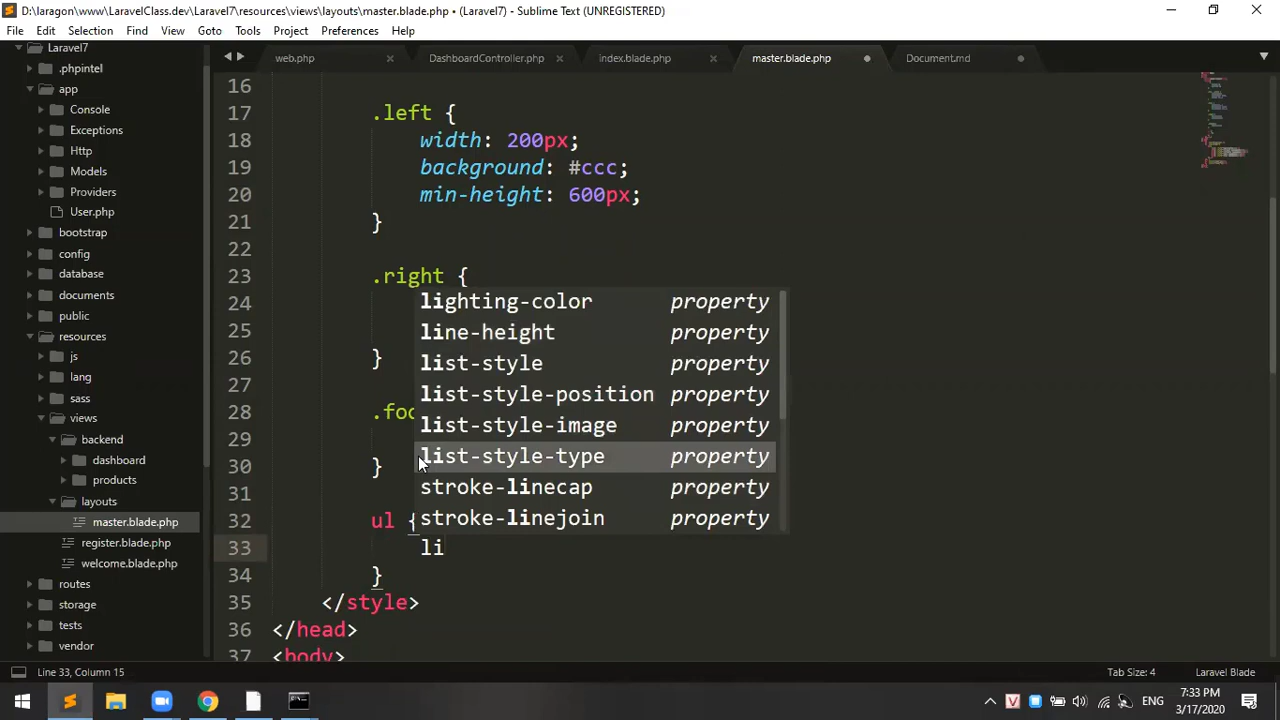 D:\laragon\www\LaravelClass.dev\Laravel7\resources\views\layouts\master.blade.php • (Laravel7) - Sublime Text (UNREGISTERED)
File Edit Selection Find View Goto Tools Project Preferences Help
web.php DashboardController.php index.blade.php master.blade.php Document.md
Laravel7
.phpintel
app
Console
Exceptions
Http
Models
Providers
User.php
bootstrap
config
database
documents
public
resources
js
lang
sass
views
backend
dashboard
products
layouts
master.blade.php
register.blade.php
welcome.blade.php
routes
storage
tests
vendor
16
17 .left {
18 width: 200px;
19 background: #ccc;
20 min-height: 600px;
21 }
22
23 .right {
24
25
26 }
27
28 .foo
29
30 }
31
32 ul {
33 li
34 }
35 </style>
36 </head>
37 <body>
lighting-color property
line-height property
list-style property
list-style-position property
list-style-image property
list-style-type property
stroke-linecap property
stroke-linejoin property
Line 33, Column 15 Tab Size: 4 Laravel Blade
ENG 7:33 PM
3/17/2020